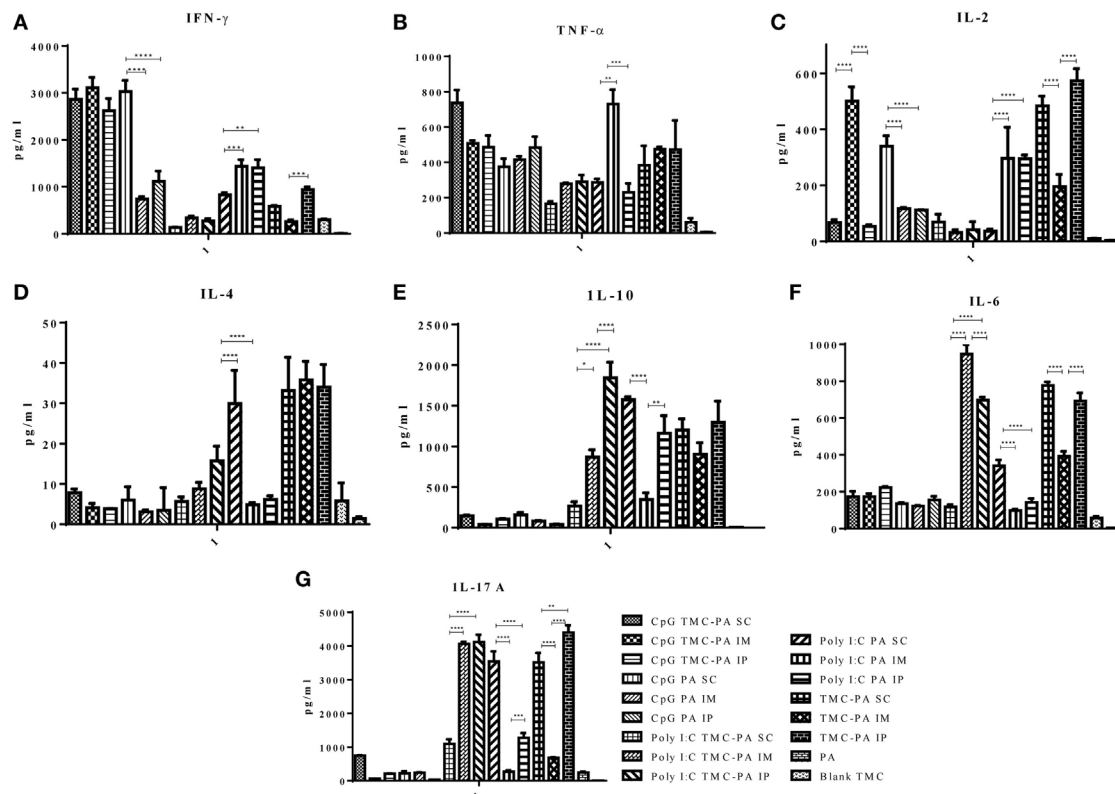 A
IFN-γ
pg/ml
4000
3000
2000
1000
0
****
****
***
**
***
1
B
TNF-α
pg/ml
1000
800
600
400
200
0
***
**
1
C
IL-2
pg/ml
600
400
200
0
****
****
****
****
****
****
****
****
1
D
IL-4
pg/ml
50
40
30
20
10
0
****
****
1
E
1L-10
pg/ml
2500
2000
1500
1000
500
0
****
****
*
****
**
1
F
IL-6
pg/ml
1000
800
600
400
200
0
****
****
****
****
****
****
****
1
G
1L-17 A
pg/ml
5000
4000
3000
2000
1000
0
****
****
****
****
***
**
****
****
CpG TMC-PA SC
CpG TMC-PA IM
CpG TMC-PA IP
CpG PA SC
CpG PA IM
CpG PA IP
Poly I:C TMC-PA SC
Poly I:C TMC-PA IM
Poly I:C TMC-PA IP
Poly I:C PA SC
Poly I:C PA IM
Poly I:C PA IP
TMC-PA SC
TMC-PA IM
TMC-PA IP
PA
Blank TMC